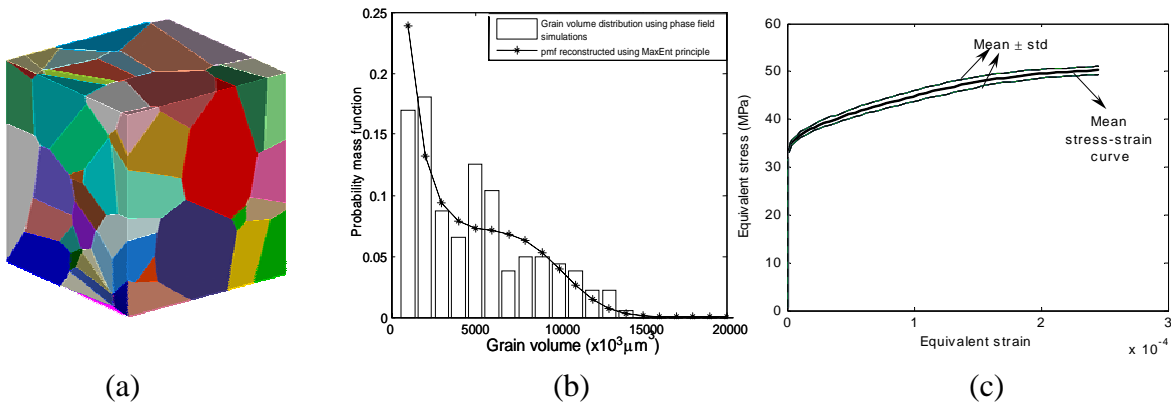 0.25
0.2
0.15
0.1
0.05
0
Probability mass function
Grain volume distribution using phase field
simulations
pmf reconstructed using MaxEnt principle
0 5000 10000 15000 20000
Grain volume (x10³μm³)
60
50
40
30
20
10
0
Equivalent stress (MPa)
Mean ± std
Mean
stress-strain
curve
0 1 2 3
Equivalent strain
x 10⁻⁴
(a) (b) (c)